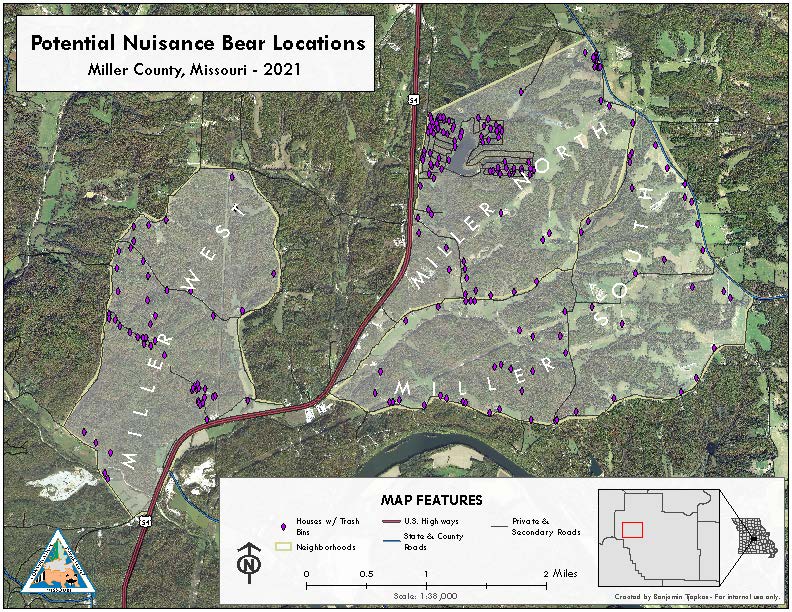 Potential Nuisance Bear Locations
Miller County, Missouri - 2021
54
MILLER NORTH
MILLER WEST
MILLER SOUTH
54
MAP FEATURES
Houses w/ Trash
Bins
Neighborhoods
U.S. Highways
State & County
Roads
Private &
Secondary Roads
N
0 0.5 1 2 Miles
Scale: 1:38,000
MISSOURI
Created by Benjamin Tjepkes - For internal use only.